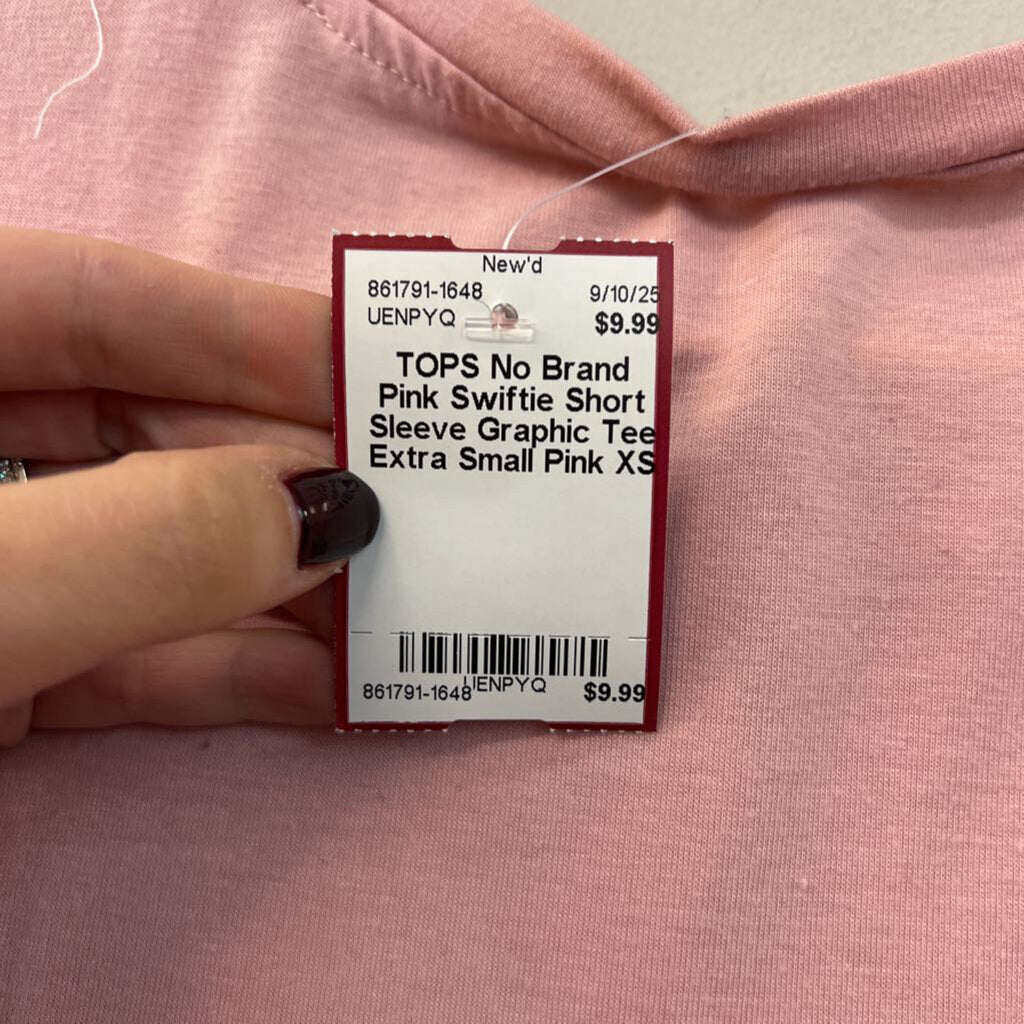 New'd
861791-1648 9/10/25
UENPYQ $9.99
TOPS No Brand
Pink Swiftie Short
Sleeve Graphic Tee
Extra Small Pink XS
861791-1648 UENPYQ $9.99